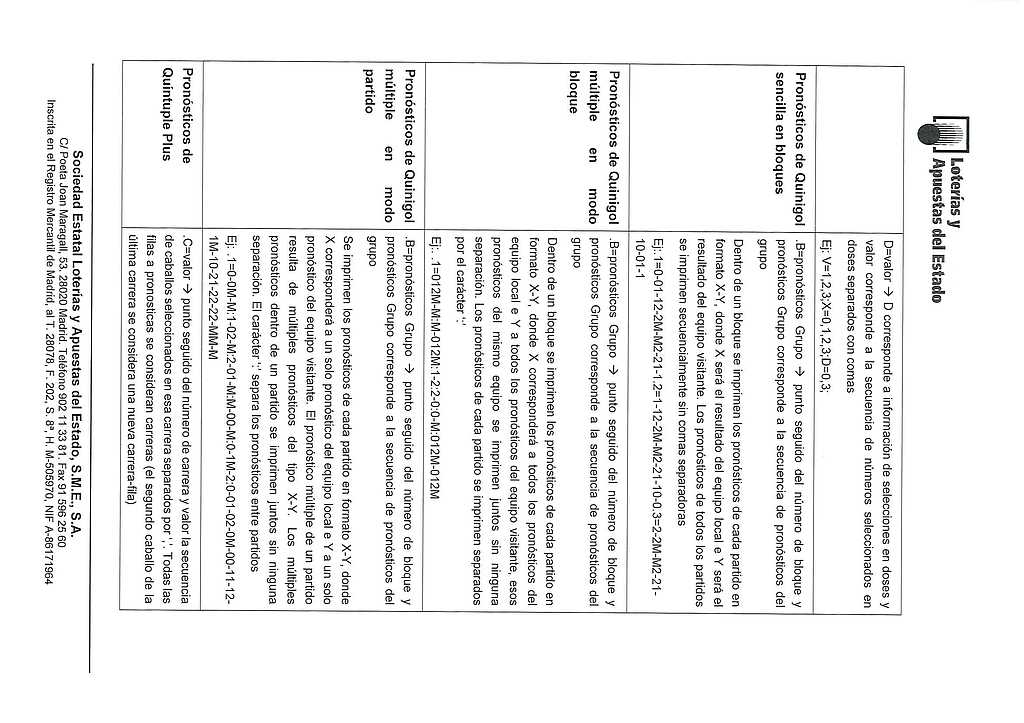 Loterías y
Apuestas del Estado
D=valor → D corresponde a información de selecciones en doses y
valor corresponde a la secuencia de números seleccionados en
doses separados con comas
Ej: V=1,2,3;X=0,1,2,3;D=0,3;
Pronósticos de Quinigol
sencilla en bloques
.B=pronósticos Grupo → punto seguido del número de bloque y
pronósticos Grupo corresponde a la secuencia de pronósticos del
grupo
Dentro de un bloque se imprimen los pronósticos de cada partido en
formato X-Y, donde X será el resultado del equipo local e Y será el
resultado del equipo visitante. Los pronósticos de todos los partidos
se imprimen secuencialmente sin comas separadoras
Ej:.1=0-01-12-2M-M2-21-1.2=1-12-2M-M2-21-10-0.3=2-2M-M2-21-
10-01-1
Pronósticos de Quinigol
múltiple en modo
bloque
.B=pronósticos Grupo → punto seguido del número de bloque y
pronósticos Grupo corresponde a la secuencia de pronósticos del
grupo
Dentro de un bloque se imprimen los pronósticos de cada partido en
formato X-Y, donde X corresponderá a todos los pronósticos del
equipo local e Y a todos los pronósticos del equipo visitante, esos
pronósticos del mismo equipo se imprimen juntos sin ninguna
separación. Los pronósticos de cada partido se imprimen separados
por el carácter ':'
Ej: .1=012M-M:M-012M:1-2:2-0:0-M:012M-012M
Pronósticos de Quinigol
múltiple en modo
partido
.B=pronósticos Grupo → punto seguido del número de bloque y
pronósticos Grupo corresponde a la secuencia de pronósticos del
grupo
Se imprimen los pronósticos de cada partido en formato X-Y, donde
X corresponderá a un solo pronóstico del equipo local e Y a un solo
pronóstico del equipo visitante. El pronóstico múltiple de un partido
resulta de múltiples pronósticos del tipo X-Y. Los múltiples
pronósticos dentro de un partido se imprimen juntos sin ninguna
separación. El carácter ':' separa los pronósticos entre partidos
Ej: .1=0-0M-M:1-02-M:2-01-M:M-00-M:0-1M-2:0-01-02-0M-00-11-12-
1M-10-21-22-22-MM-M
Pronósticos de
Quíntuple Plus
.C=valor → punto seguido del número de carrera y valor la secuencia
de caballos seleccionados en esa carrera separados por ','. Todas las
filas a pronosticas se consideran carreras (el segundo caballo de la
última carrera se considera una nueva carrera-fila)
Sociedad Estatal Loterías y Apuestas del Estado, S.M.E., S.A.
C/ Poeta Joan Maragall, 53. 28020 Madrid. Teléfono 902 11 33 81. Fax 91 596 25 60
Inscrita en el Registro Mercantil de Madrid, al T. 28078, F. 202, S. 8ª, H. M-505970, NIF A-86171964